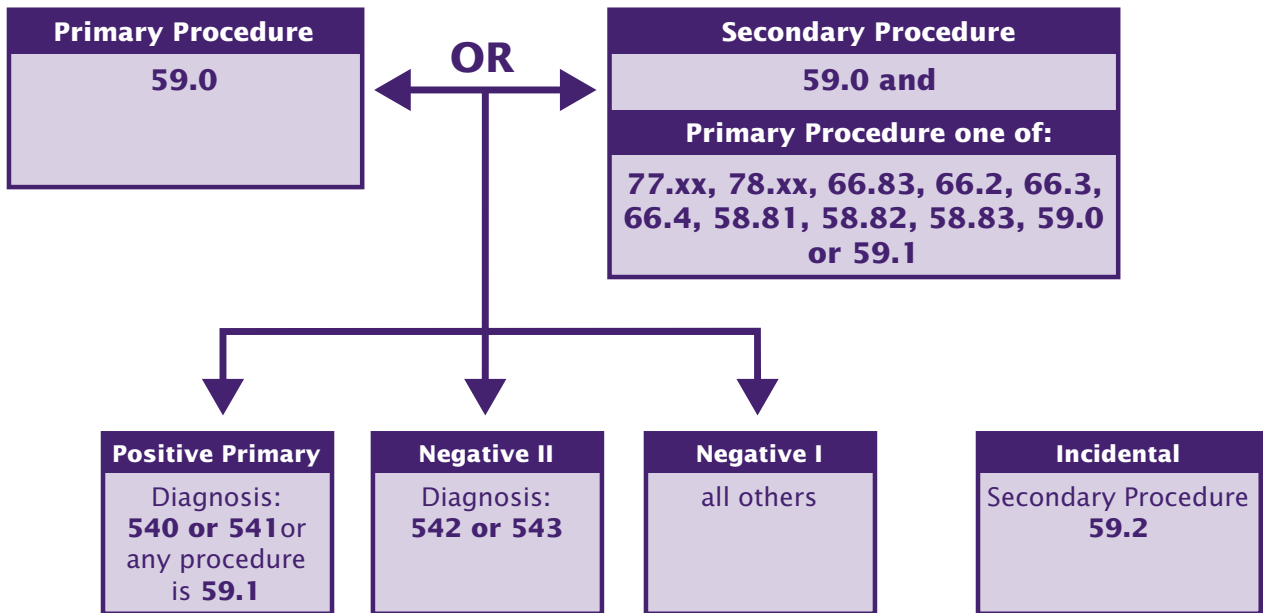 Primary Procedure
59.0
OR
Secondary Procedure
59.0 and
Primary Procedure one of:
77.xx, 78.xx, 66.83, 66.2, 66.3,
66.4, 58.81, 58.82, 58.83, 59.0
or 59.1
Positive Primary
Diagnosis:
540 or 541or
any procedure
is 59.1
Negative II
Diagnosis:
542 or 543
Negative I
all others
Incidental
Secondary Procedure
59.2